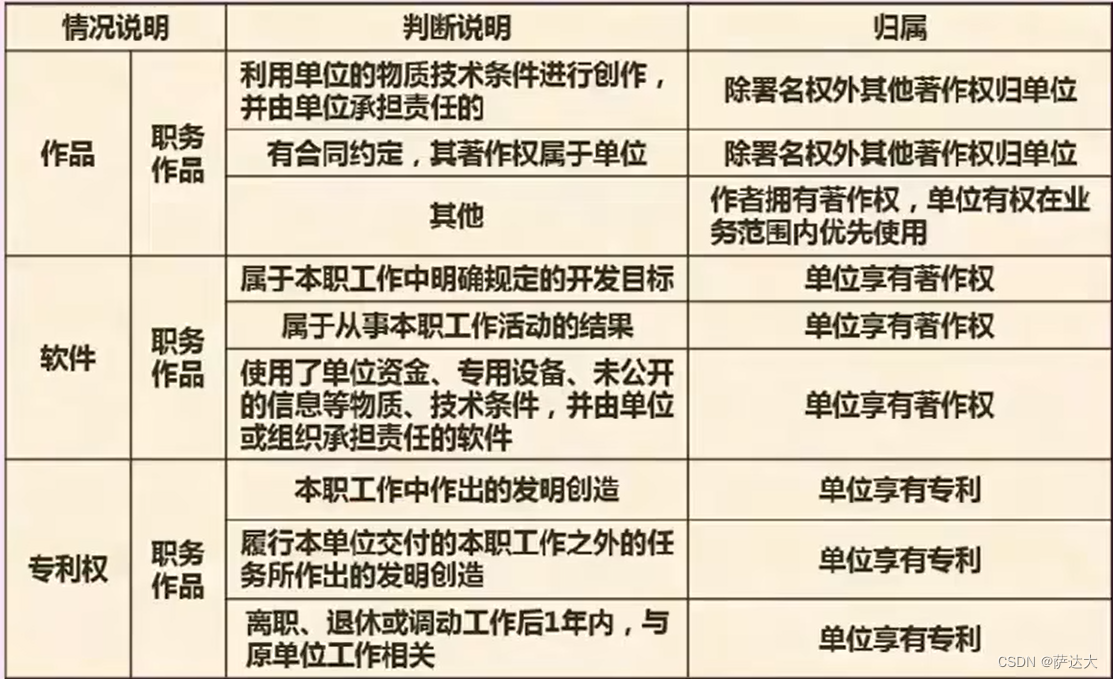 情况说明
判断说明
归属
作品
职务
作品
利用单位的物质技术条件进行创作，
并由单位承担责任的
除署名权外其他著作权归单位
有合同约定，其著作权属于单位
除署名权外其他著作权归单位
其他
作者拥有著作权，单位有权在业
务范围内优先使用
软件
职务
作品
属于本职工作中明确规定的开发目标
单位享有著作权
属于从事本职工作活动的结果
单位享有著作权
使用了单位资金、专用设备、未公开
的信息等物质、技术条件，并由单位
或组织承担责任的软件
单位享有著作权
专利权
职务
作品
本职工作中作出的发明创造
单位享有专利
履行本单位交付的本职工作之外的任
务所作出的发明创造
单位享有专利
离职、退休或调动工作后1年内，与
原单位工作相关
单位享有专利
CSDN @萨达大